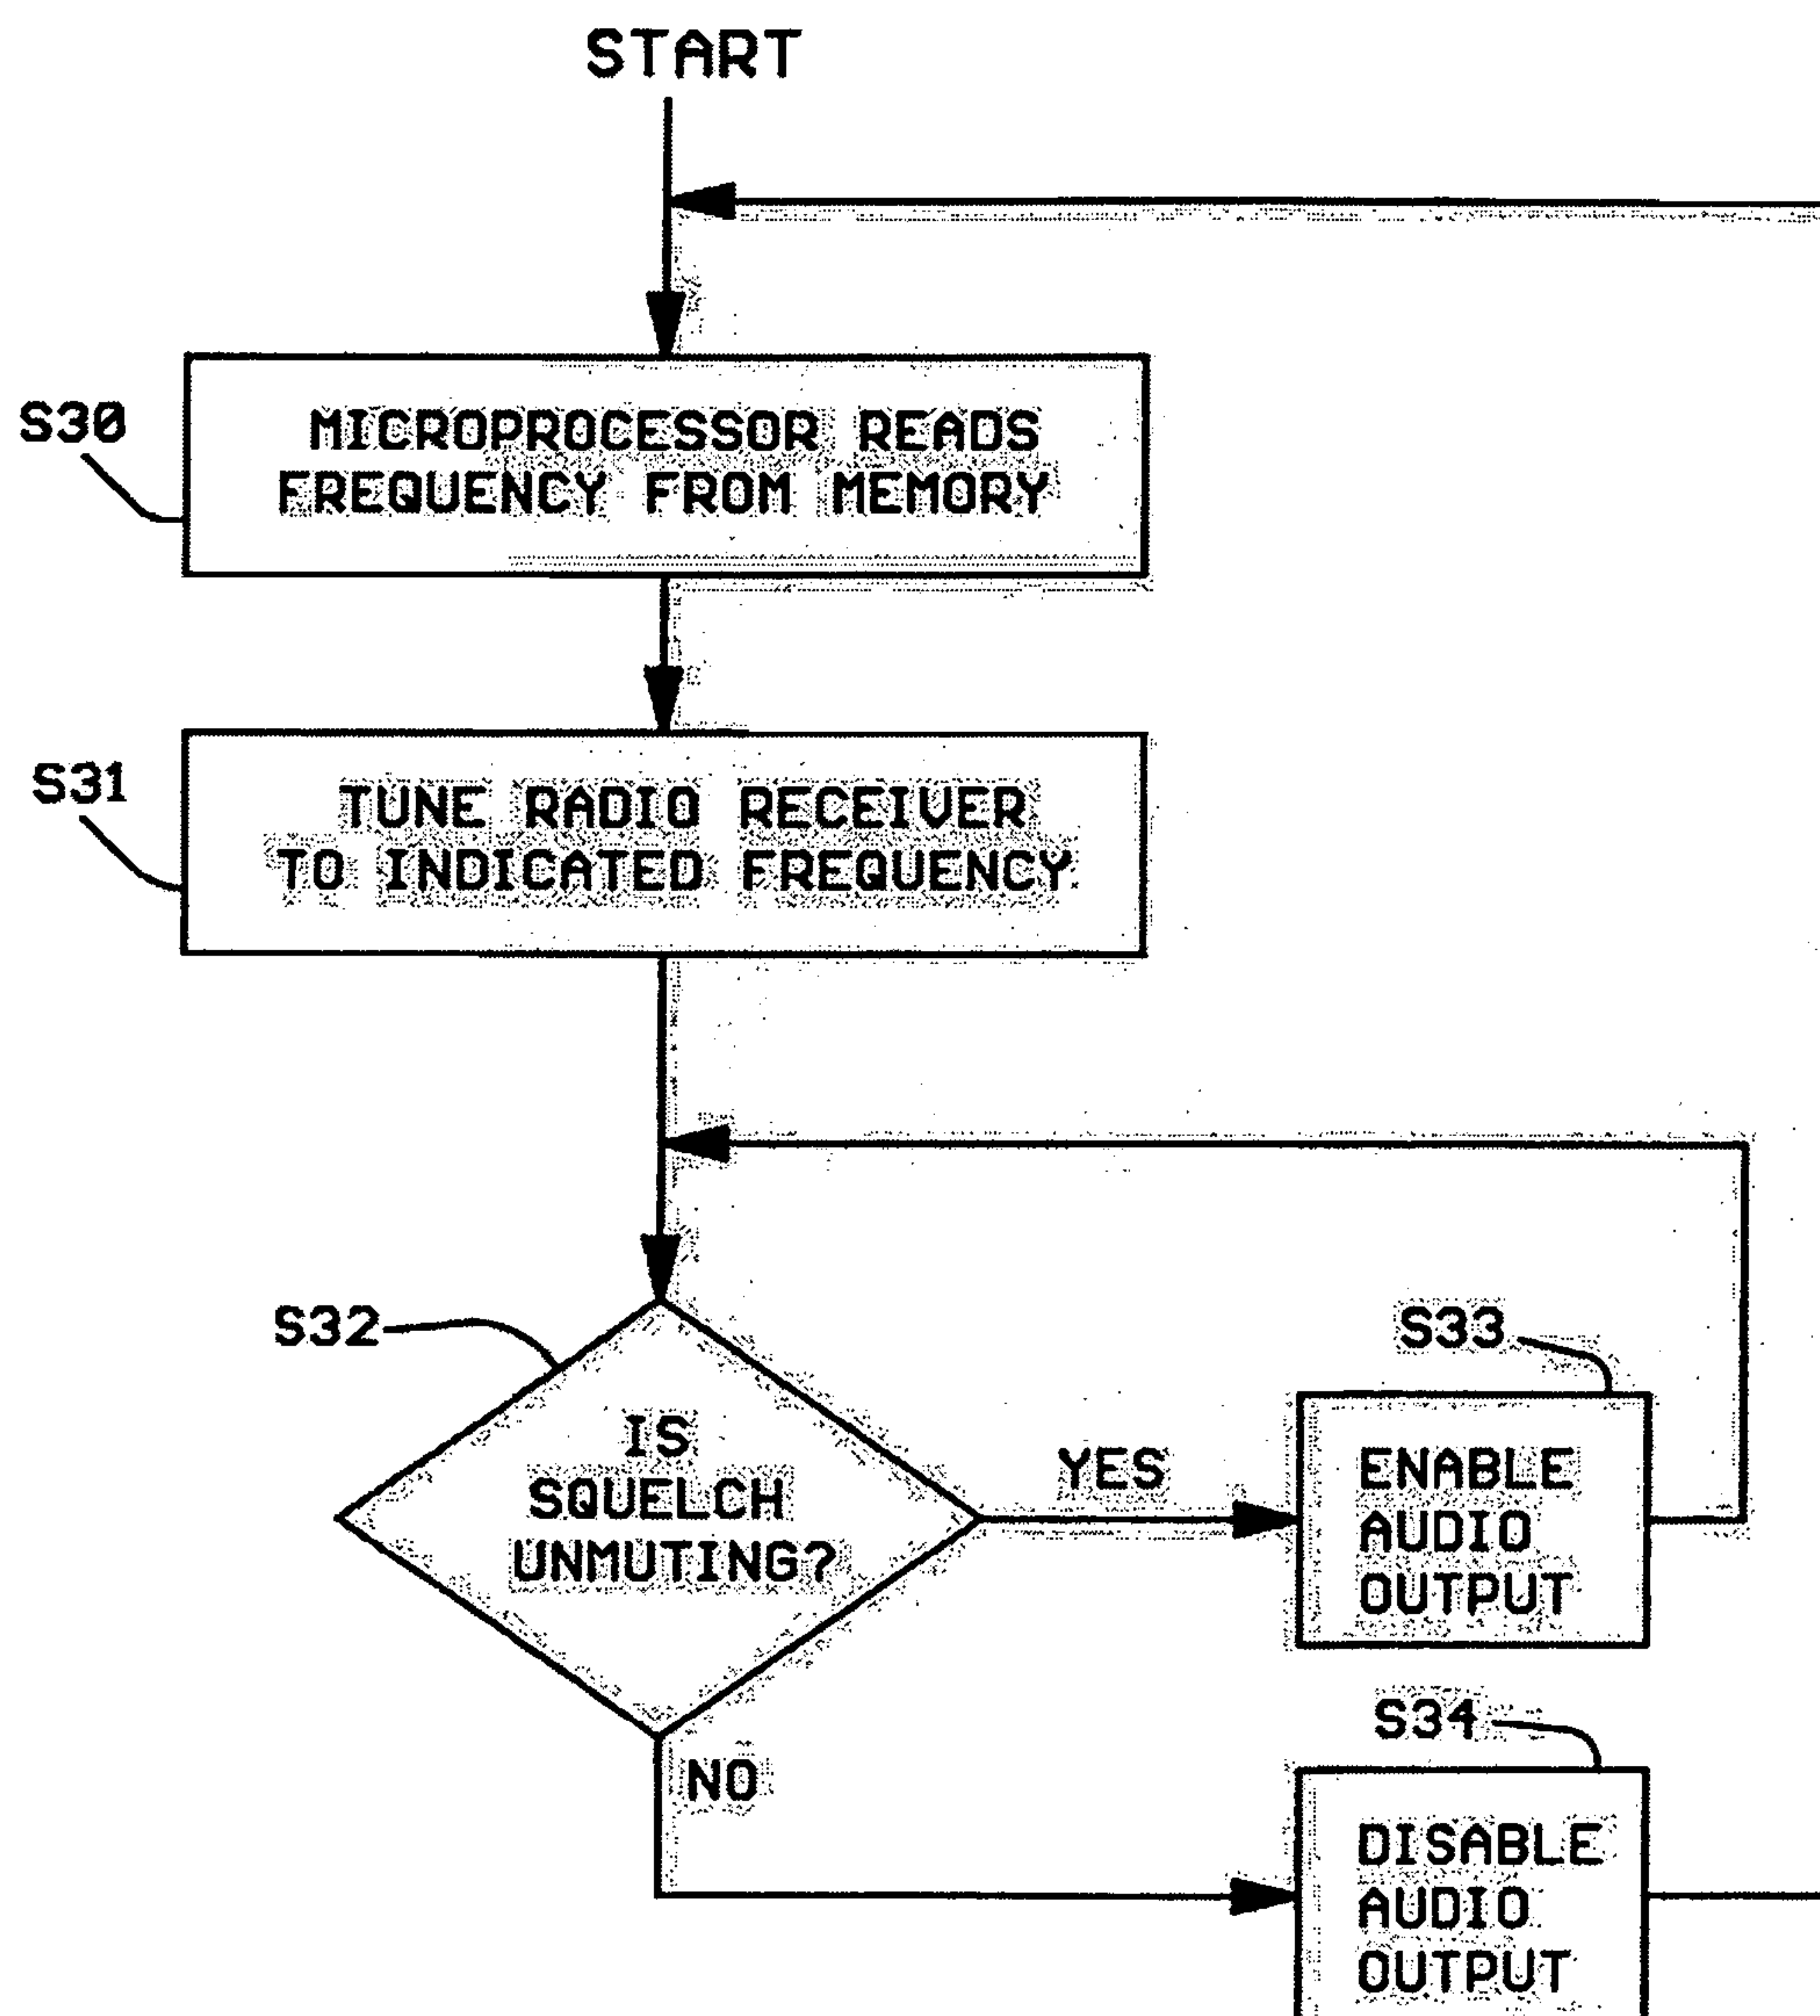 START
S30
MICROPROCESSOR READS
FREQUENCY FROM MEMORY
S31
TUNE RADIO RECEIVER
TO INDICATED FREQUENCY
S32
IS
SQUELCH
UNMUTING?
YES
S33
ENABLE
AUDIO
OUTPUT
NO
S34
DISABLE
AUDIO
OUTPUT